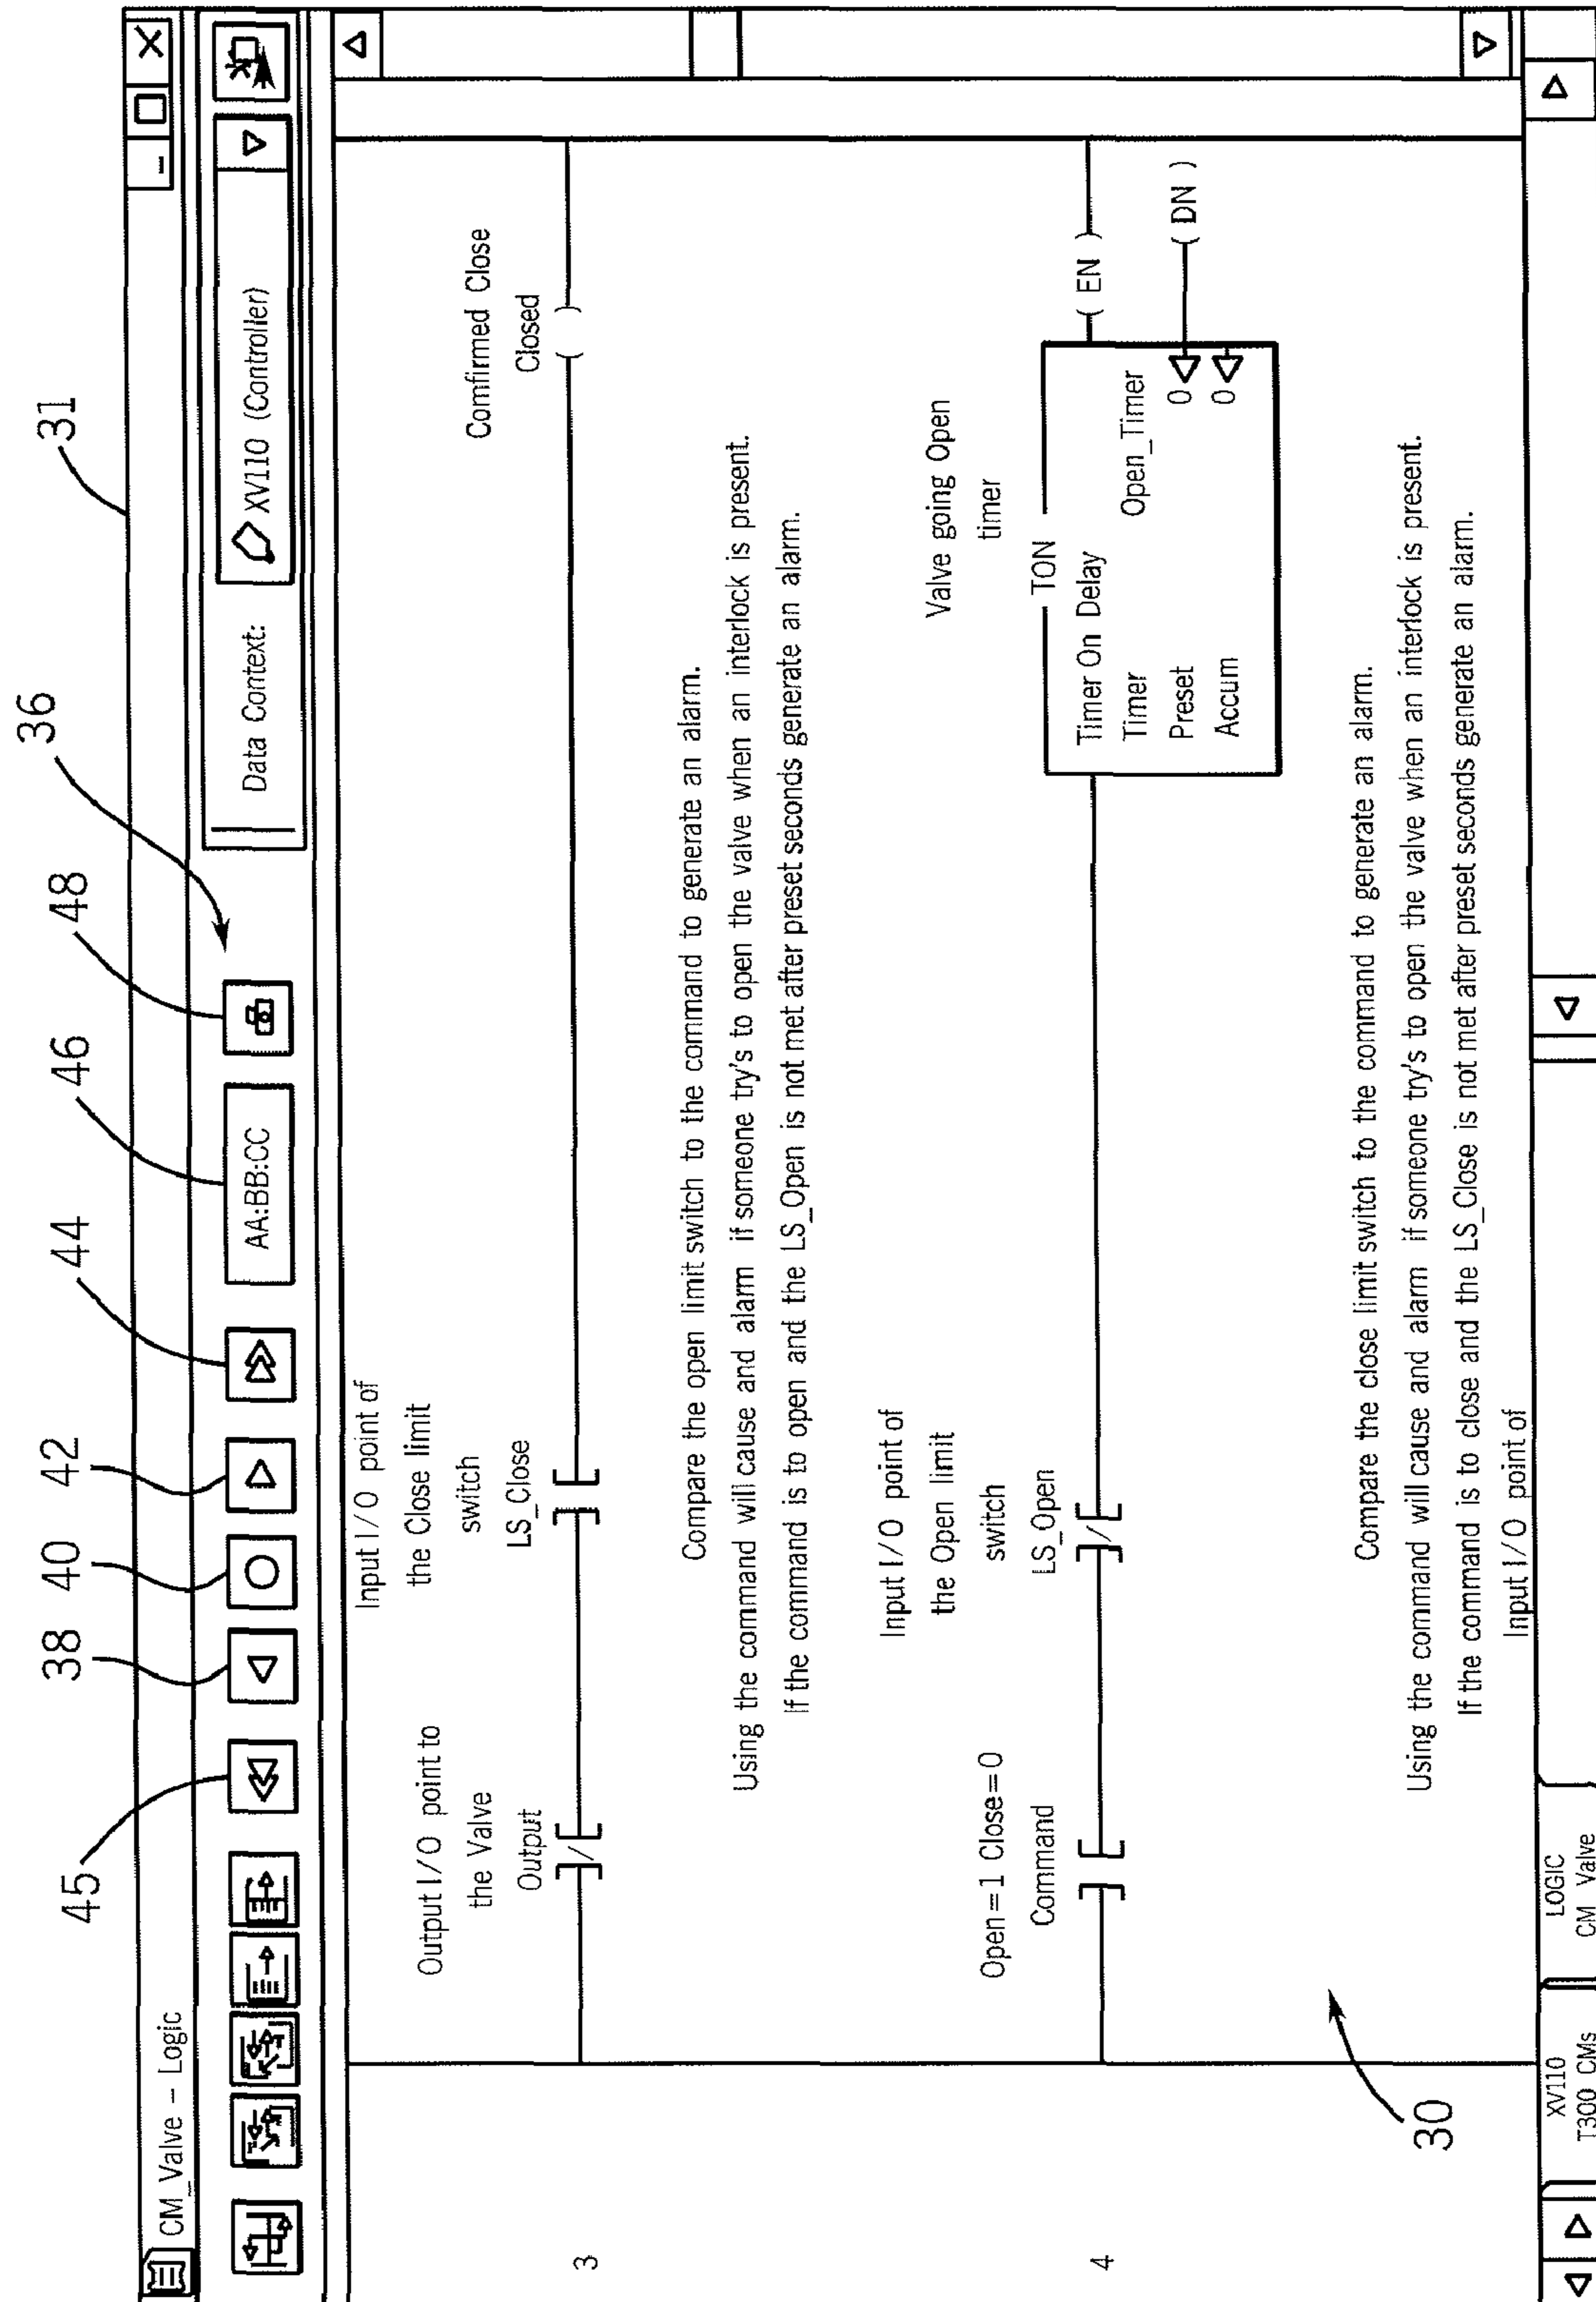 31
36
48
46
44
42
40
38
45
CM_Valve – Logic
AA:BB:CC
Data Context:
XV110 (Controller)
3
Output I/O point to
the Valve
Output
Input I/O point of
the Close limit
switch
LS_Close
Comfirmed Close
Closed
Compare the open limit switch to the command to generate an alarm.
Using the command will cause and alarm if someone try's to open the valve when an interlock is present.
If the command is to open and the LS_Open is not met after preset seconds generate an alarm.
4
Open=1 Close=0
Command
Input I/O point of
the Open limit
switch
LS_Open
Valve going Open
timer
TON
Timer On Delay
Timer Open_Timer
Preset 0
Accum 0
EN
DN
Compare the close limit switch to the command to generate an alarm.
Using the command will cause and alarm if someone try's to open the valve when an interlock is present.
If the command is to close and the LS_Close is not met after preset seconds generate an alarm.
Input I/O point of
30
XV110
T300 CMs
LOGIC
CM Valve